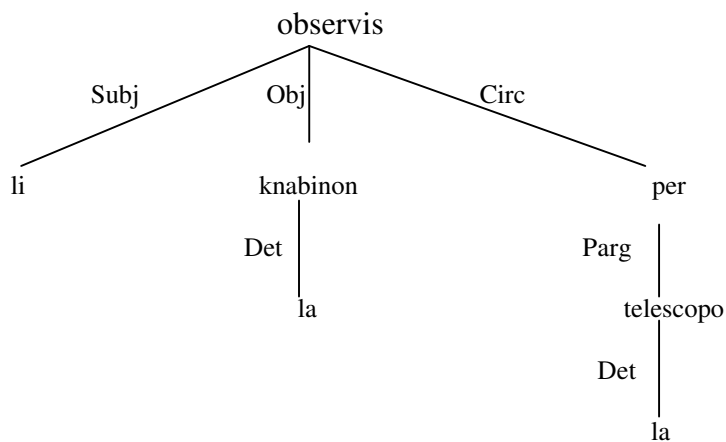 observis
Subj Obj Circ
li knabinon per
Det Parg
la telescopo
Det
la